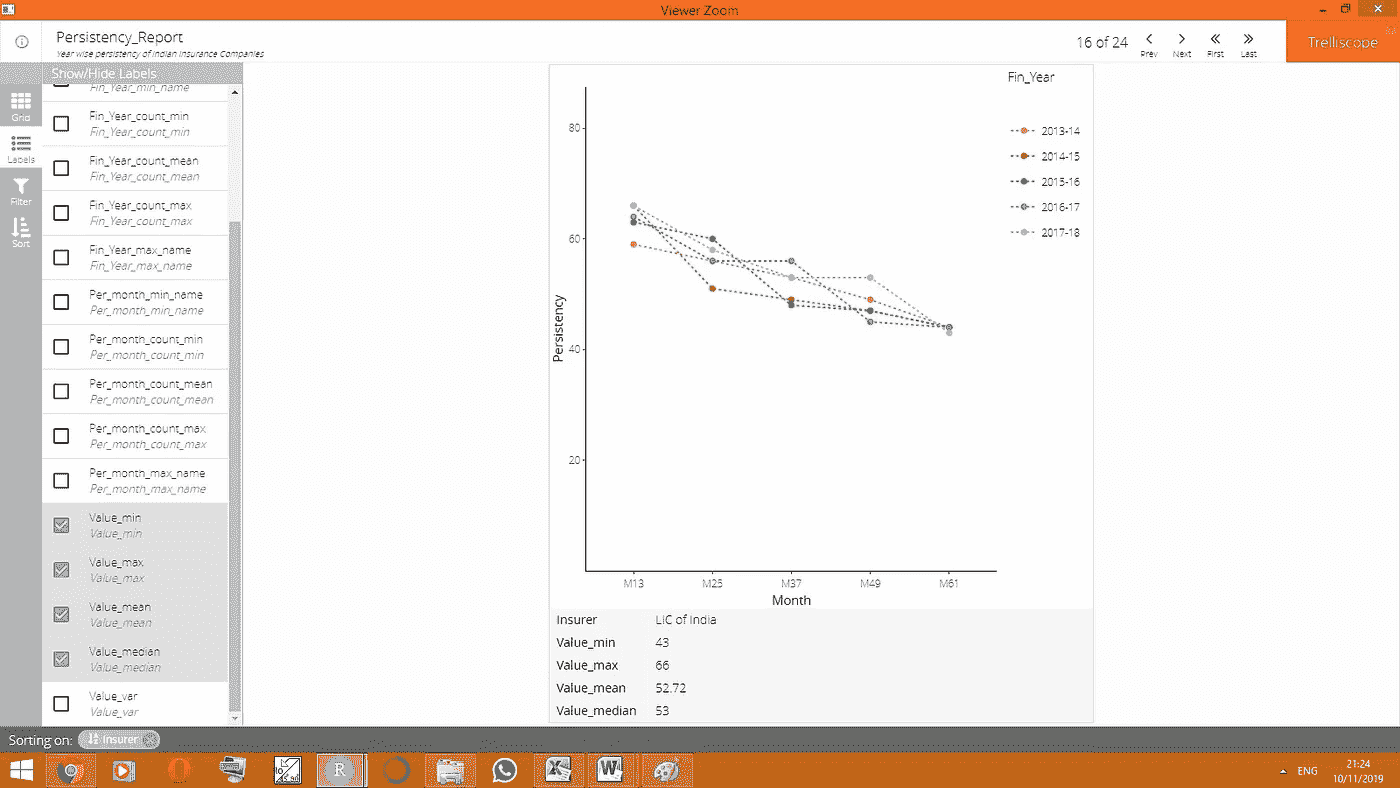 Viewer Zoom
Persistency_Report
Year wise persistency of Indian Insurance Companies
16 of 24
Prev
Next
First
Last
Trelliscope
Show/Hide Labels
Grid
Labels
Filter
Sort
Fin_Year_min_name
Fin_Year_count_min
Fin_Year_count_min
Fin_Year_count_mean
Fin_Year_count_mean
Fin_Year_count_max
Fin_Year_count_max
Fin_Year_max_name
Fin_Year_max_name
Per_month_min_name
Per_month_min_name
Per_month_count_min
Per_month_count_min
Per_month_count_mean
Per_month_count_mean
Per_month_count_max
Per_month_count_max
Per_month_max_name
Per_month_max_name
Value_min
Value_min
Value_max
Value_max
Value_mean
Value_mean
Value_median
Value_median
Value_var
Value_var
Fin_Year
2013-14
2014-15
2015-16
2016-17
2017-18
Persistency
80
60
40
20
M13 M25 M37 M49 M61
Month
Insurer LIC of India
Value_min 43
Value_max 66
Value_mean 52.72
Value_median 53
Sorting on: Insurer
R
X
W
ENG
21:24
10/11/2019